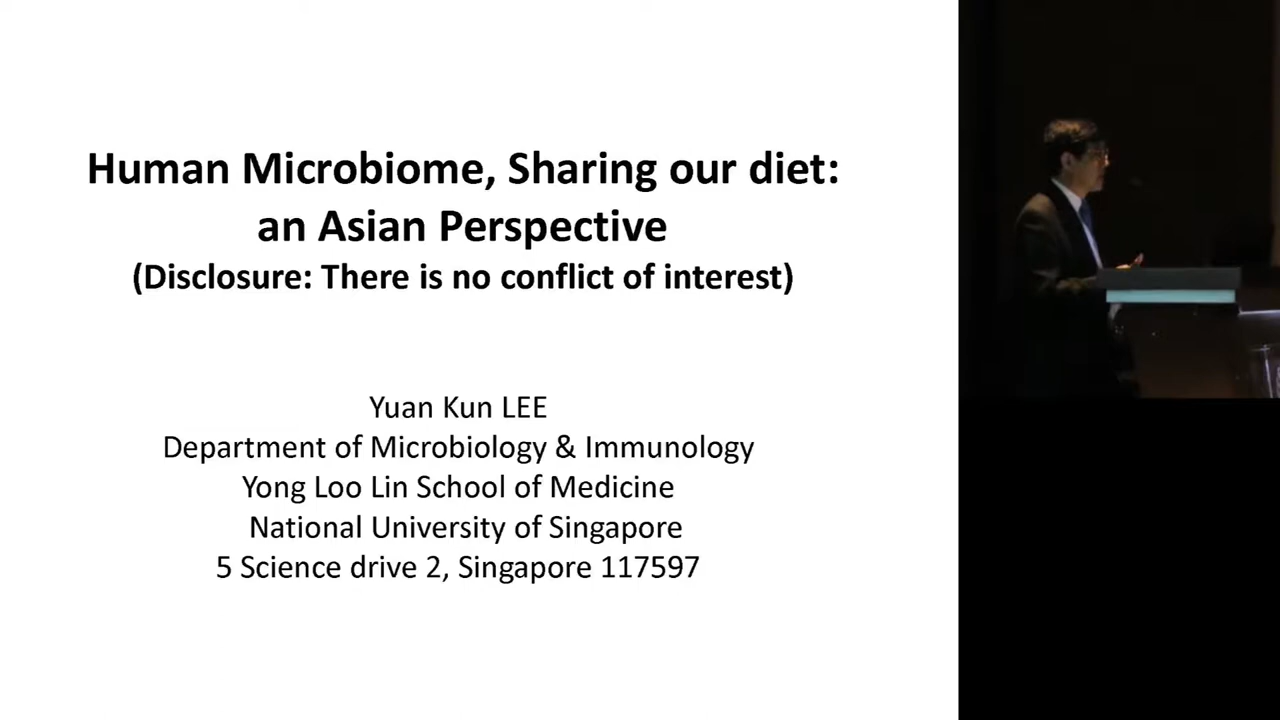 Human Microbiome, Sharing our diet:
an Asian Perspective
(Disclosure: There is no conflict of interest)
Yuan Kun LEE
Department of Microbiology & Immunology
Yong Loo Lin School of Medicine
National University of Singapore
5 Science drive 2, Singapore 117597